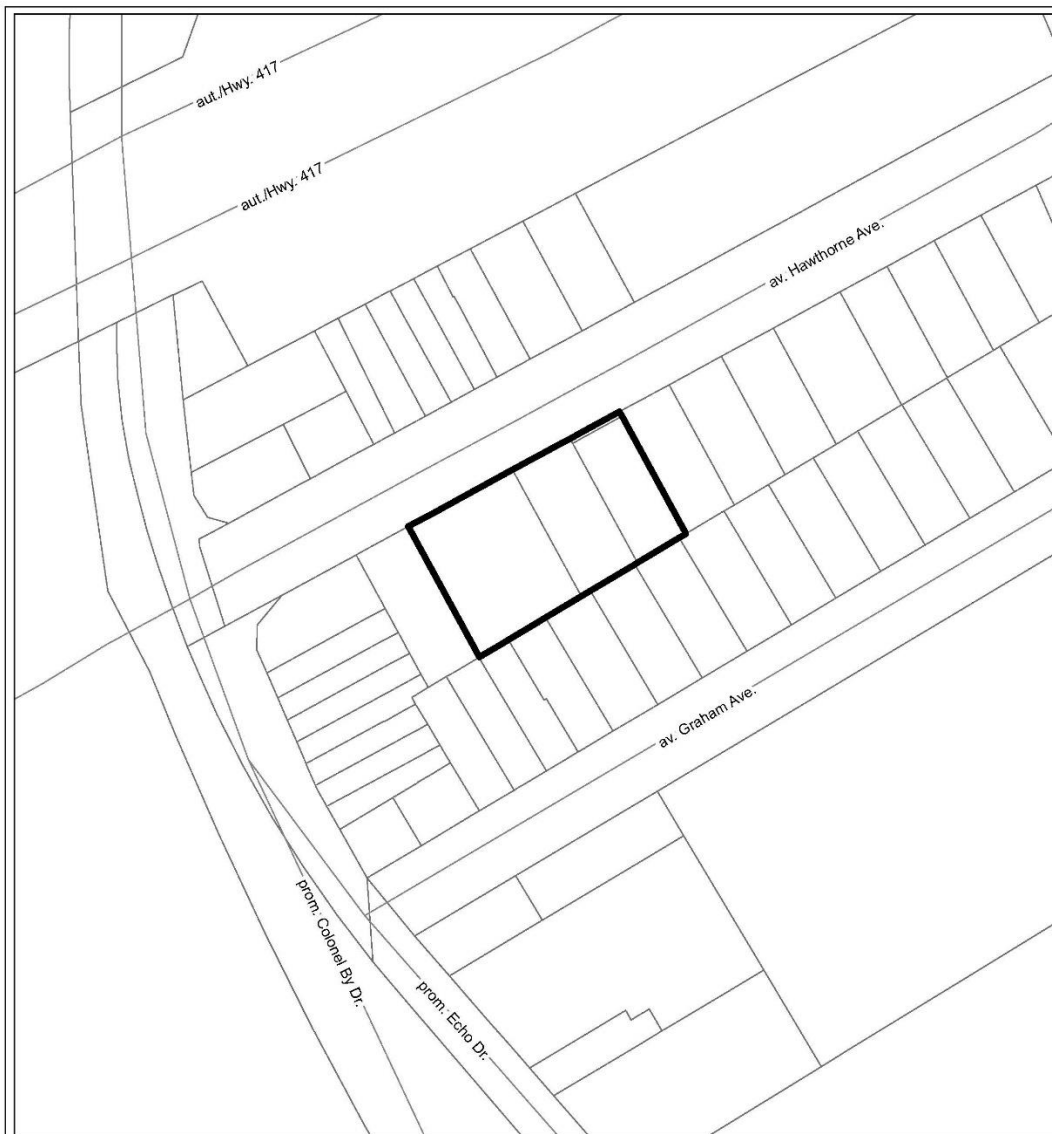 aut./Hwy. 417
aut./Hwy. 417
av. Hawthorne Ave.
av. Graham Ave.
prom. Colonel By Dr.
prom. Echo Dr.